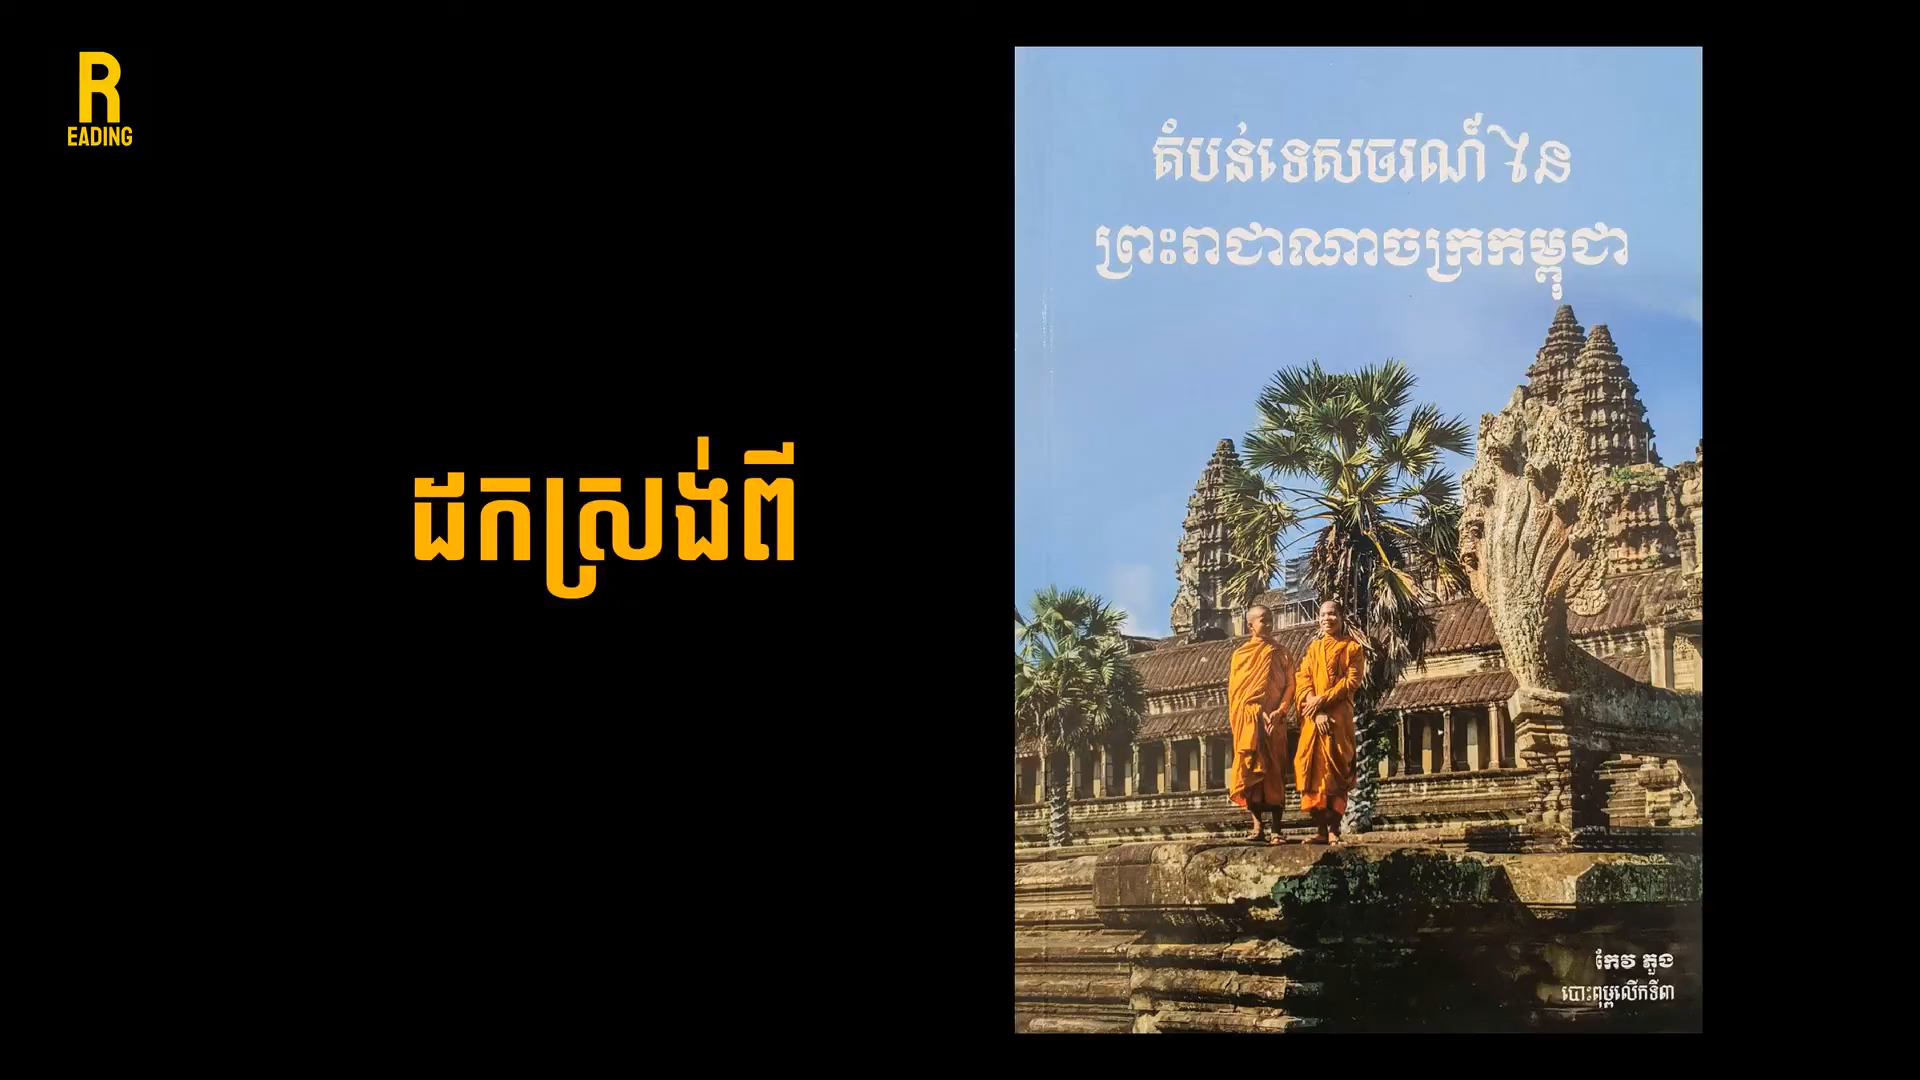 R
EADING
ដកស្រង់ពី
តំបន់ទេសចរណ៍ នៃ
ព្រះរាជាណាចក្រកម្ពុជា
កែវ ភួង
បោះពុម្ពលើកទី៣